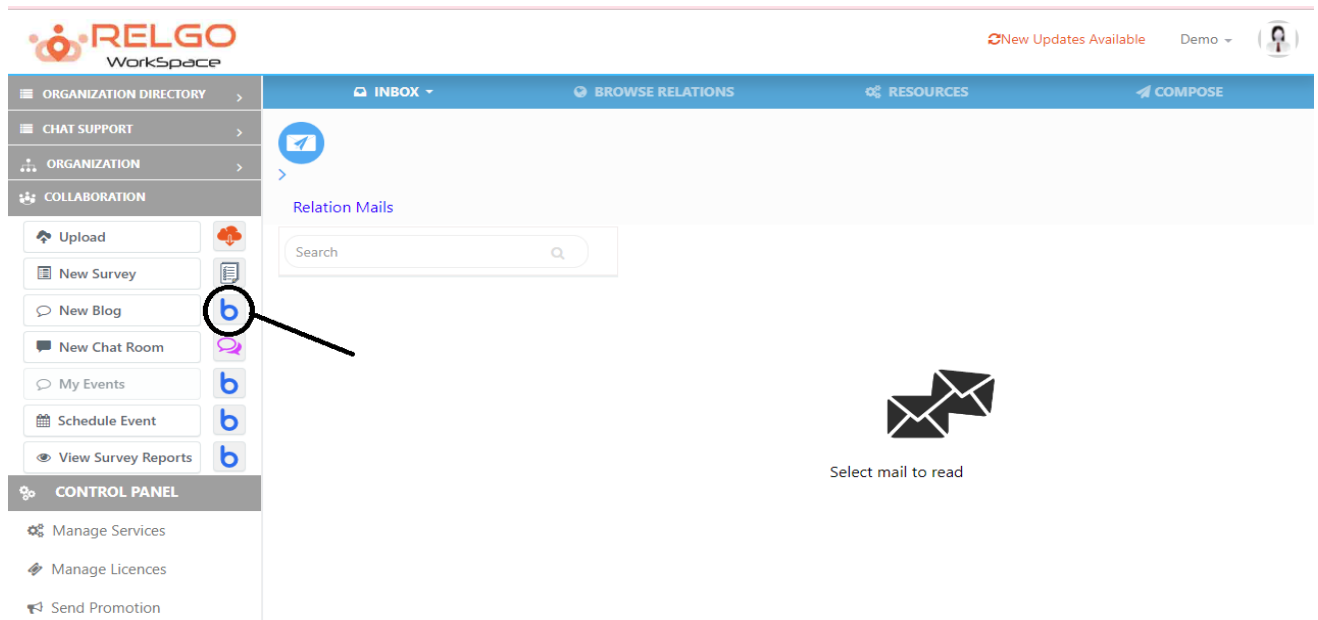 RELGO
WorkSpace
New Updates Available
Demo
ORGANIZATION DIRECTORY
INBOX
BROWSE RELATIONS
RESOURCES
COMPOSE
CHAT SUPPORT
ORGANIZATION
COLLABORATION
Relation Mails
Upload
Search
New Survey
New Blog
b
New Chat Room
My Events
b
Schedule Event
b
View Survey Reports
b
Select mail to read
CONTROL PANEL
Manage Services
Manage Licences
Send Promotion